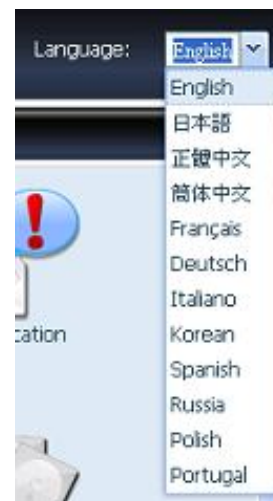 Language:
English
English
日本語
正體中文
简体中文
Français
Deutsch
Italiano
cation
Korean
Spanish
Russia
Polish
Portugal